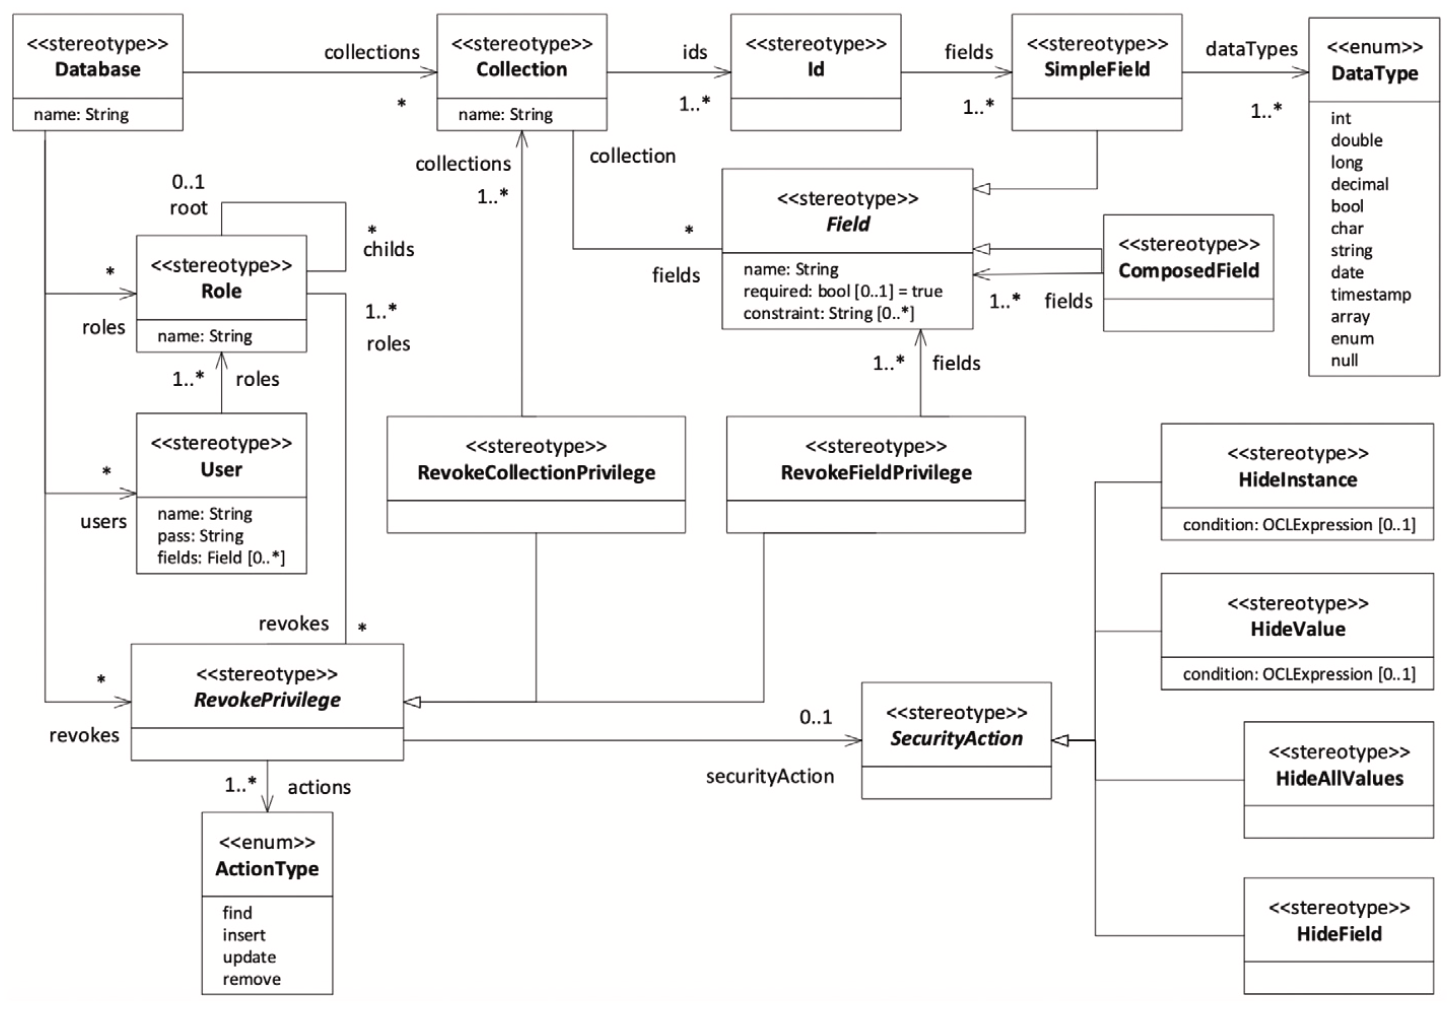 <<stereotype>>
Database
name: String
collections
*
<<stereotype>>
Collection
name: String
ids
1..*
<<stereotype>>
Id
fields
1..*
<<stereotype>>
SimpleField
dataTypes
1..*
<<enum>>
DataType
int
double
long
decimal
bool
char
string
date
timestamp
array
enum
null
collections
1..*
collection
*
fields
<<stereotype>>
Field
name: String
required: bool [0..1] = true
constraint: String [0..*]
<<stereotype>>
ComposedField
1..*
fields
0..1
root
*
childs
*
roles
<<stereotype>>
Role
name: String
1..*
roles
1..*
roles
*
users
<<stereotype>>
User
name: String
pass: String
fields: Field [0..*]
<<stereotype>>
RevokeCollectionPrivilege
1..*
fields
<<stereotype>>
RevokeFieldPrivilege
<<stereotype>>
HideInstance
condition: OCLExpression [0..1]
<<stereotype>>
HideValue
condition: OCLExpression [0..1]
revokes
*
*
revokes
<<stereotype>>
RevokePrivilege
0..1
securityAction
<<stereotype>>
SecurityAction
<<stereotype>>
HideAllValues
<<stereotype>>
HideField
1..*
actions
<<enum>>
ActionType
find
insert
update
remove